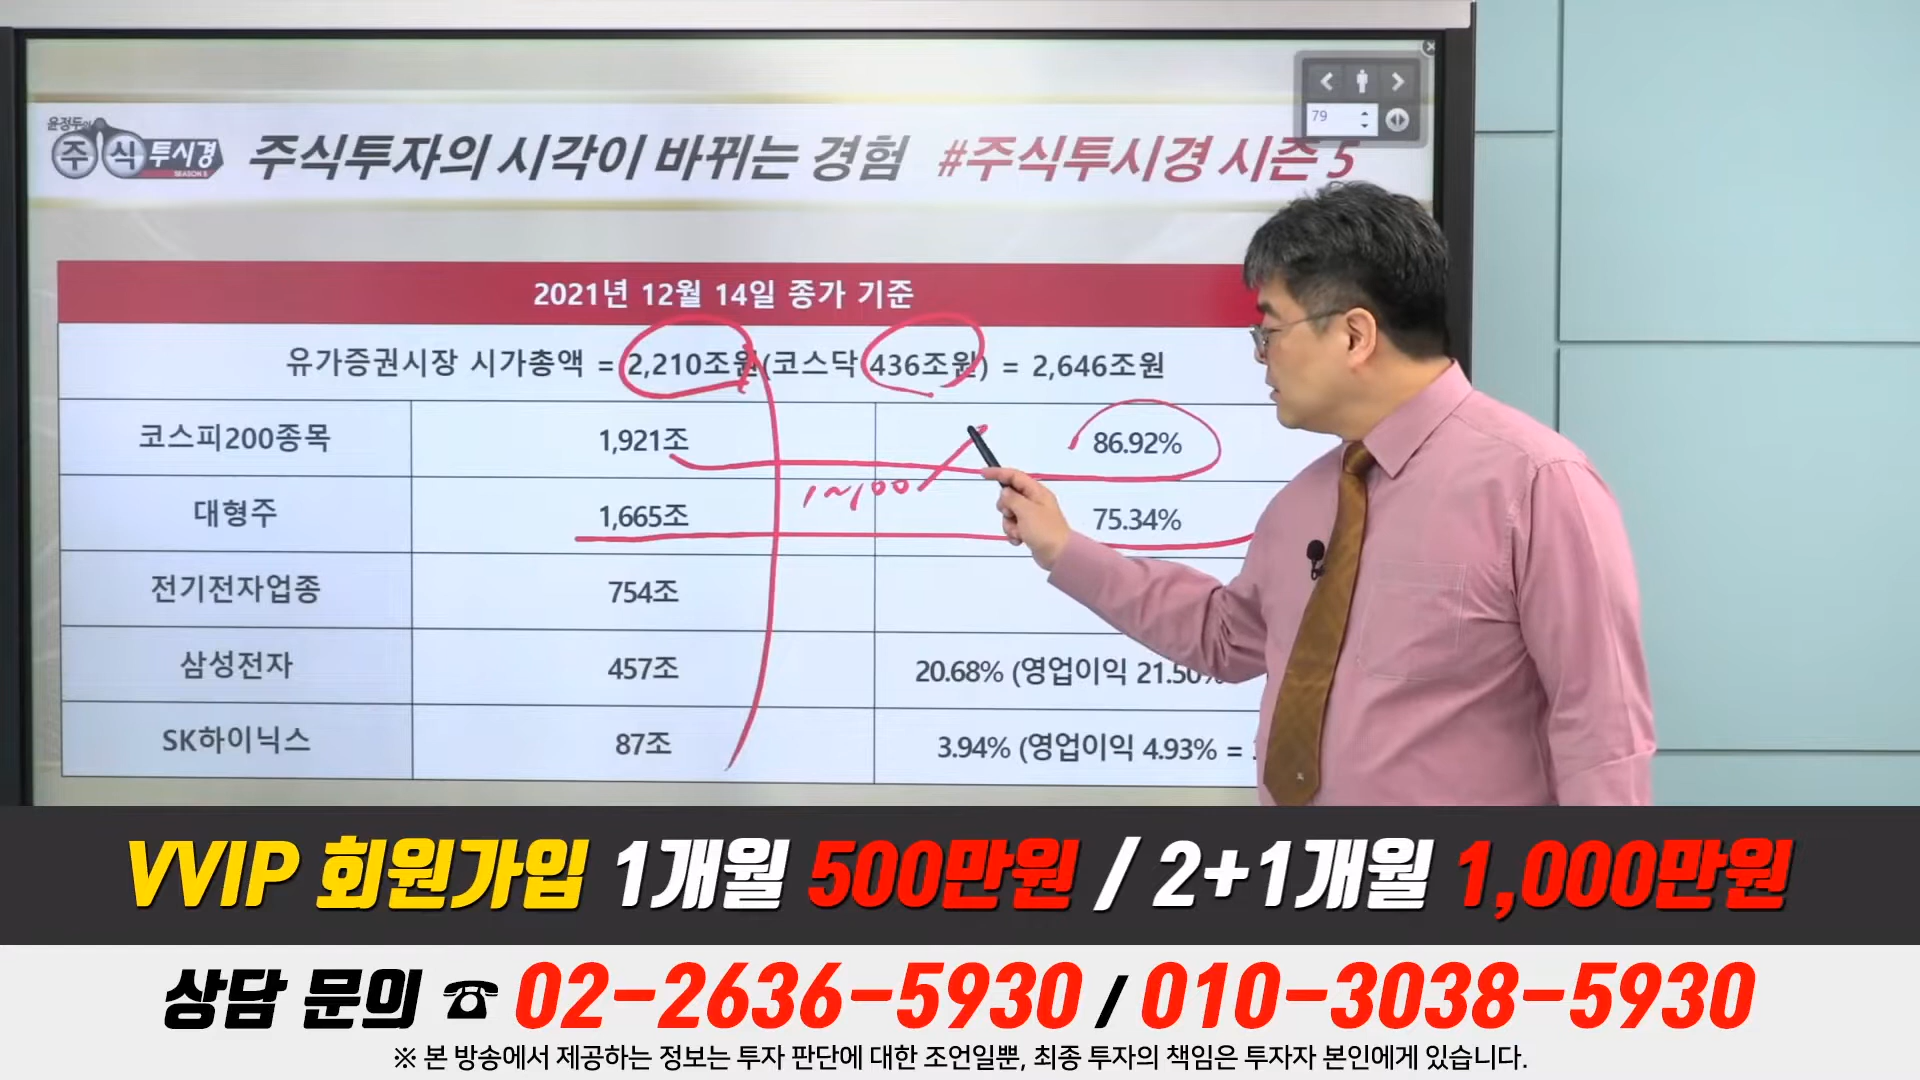 79
윤정두의
주식투시경
SEASON 5
주식투자의 시각이 바뀌는 경험 #주식투시경 시즌 5
2021년 12월 14일 종가 기준
유가증권시장 시가총액 = 2,210조원(코스닥 436조원) = 2,646조원
코스피200종목 1,921조 86.92%
1~100
대형주 1,665조 75.34%
전기전자업종 754조
삼성전자 457조 20.68% (영업이익 21.50%
SK하이닉스 87조 3.94% (영업이익 4.93% =
VVIP 회원가입 1개월 500만원 / 2+1개월 1,000만원
상담 문의 ☎ 02-2636-5930 / 010-3038-5930
※ 본 방송에서 제공하는 정보는 투자 판단에 대한 조언일뿐, 최종 투자의 책임은 투자자 본인에게 있습니다.